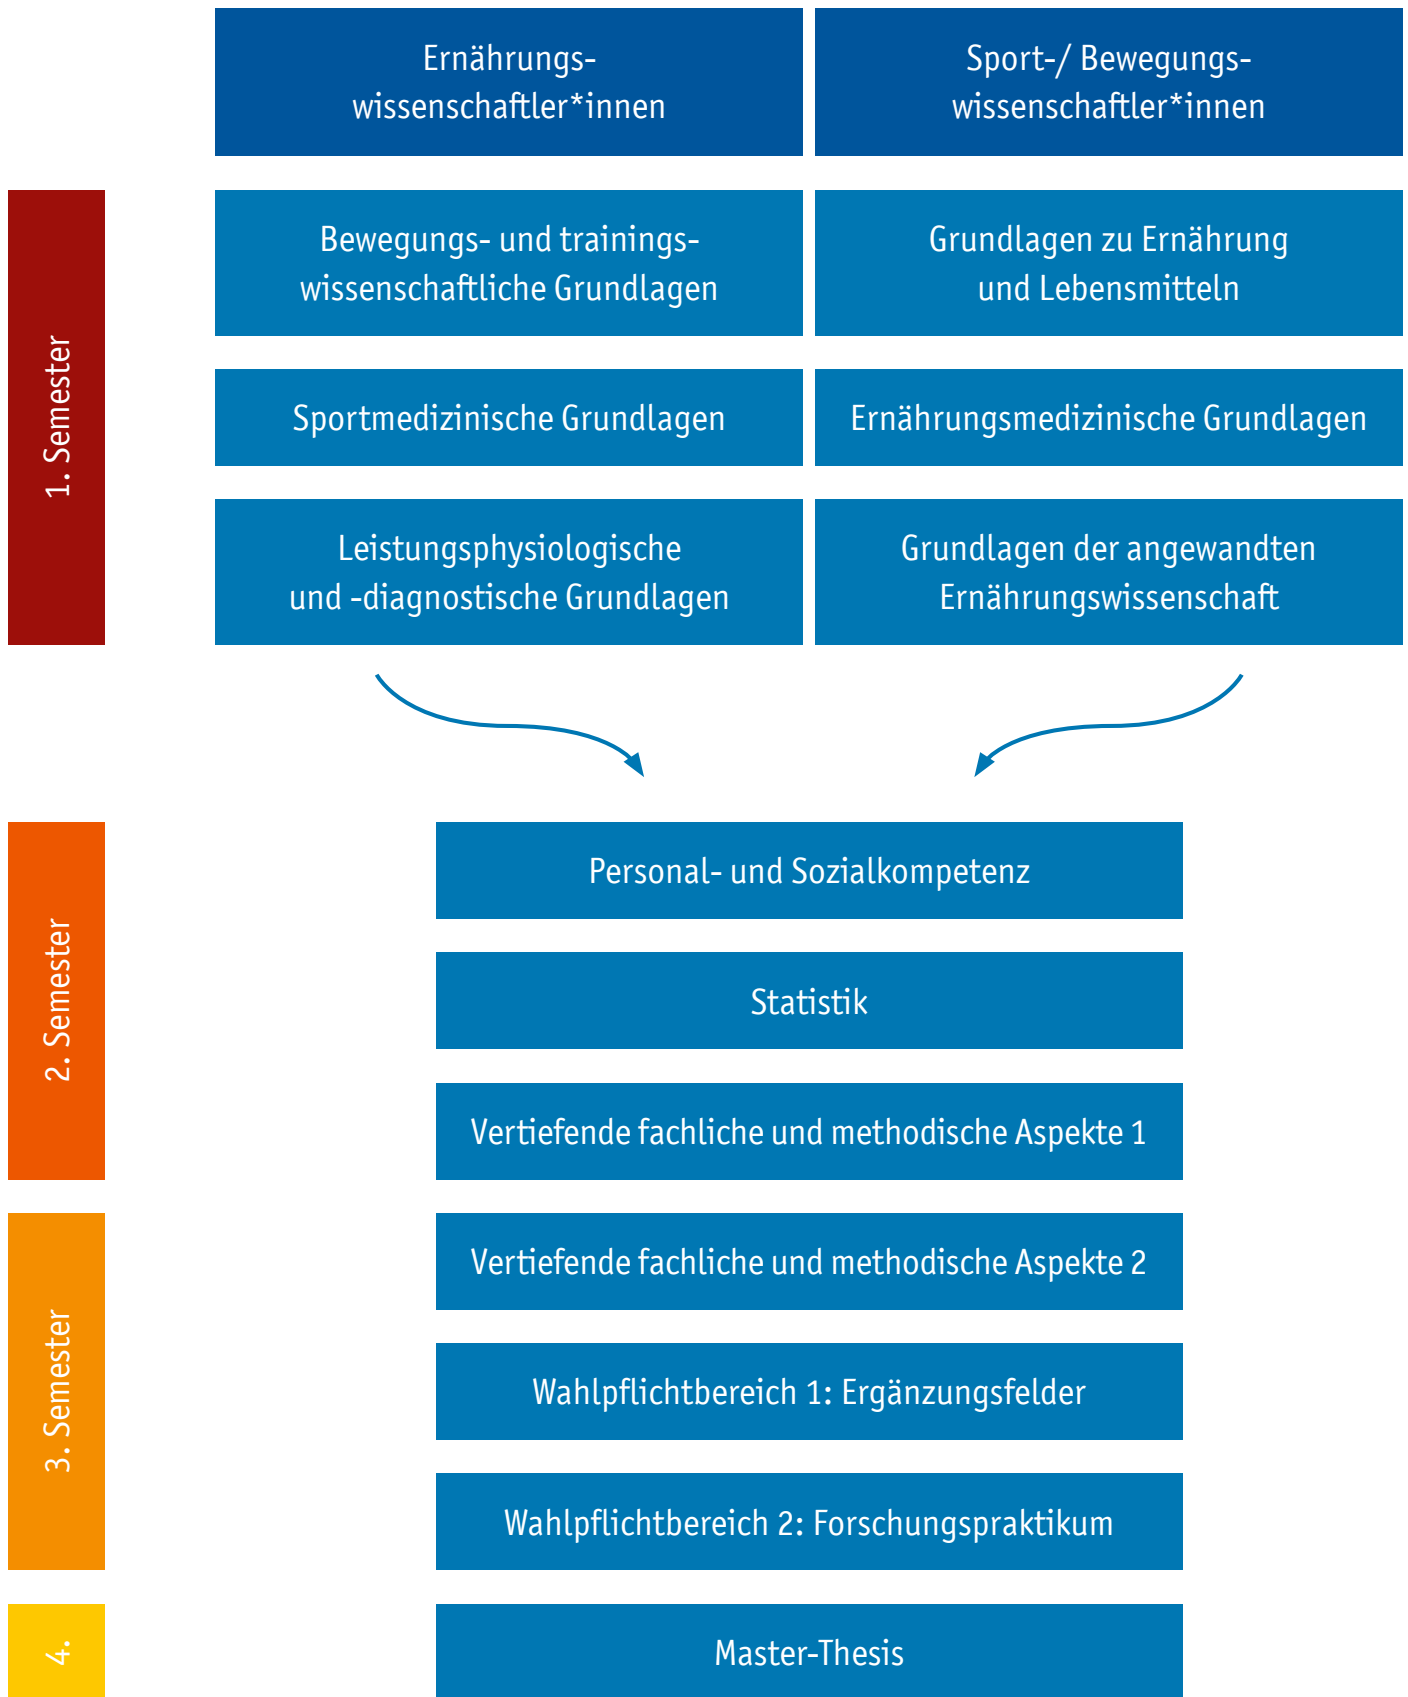 Ernährungs-
wissenschaftler*innen
Sport-/ Bewegungs-
wissenschaftler*innen
1. Semester
Bewegungs- und trainings-
wissenschaftliche Grundlagen
Grundlagen zu Ernährung
und Lebensmitteln
Sportmedizinische Grundlagen
Ernährungsmedizinische Grundlagen
Leistungsphysiologische
und -diagnostische Grundlagen
Grundlagen der angewandten
Ernährungswissenschaft
2. Semester
Personal- und Sozialkompetenz
Statistik
Vertiefende fachliche und methodische Aspekte 1
3. Semester
Vertiefende fachliche und methodische Aspekte 2
Wahlpflichtbereich 1: Ergänzungsfelder
Wahlpflichtbereich 2: Forschungspraktikum
4.
Master-Thesis